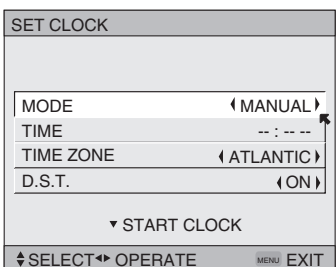 SET CLOCK
MODE MANUAL
TIME -- : -- --
TIME ZONE ATLANTIC
D.S.T. ON
START CLOCK
SELECT OPERATE MENU EXIT